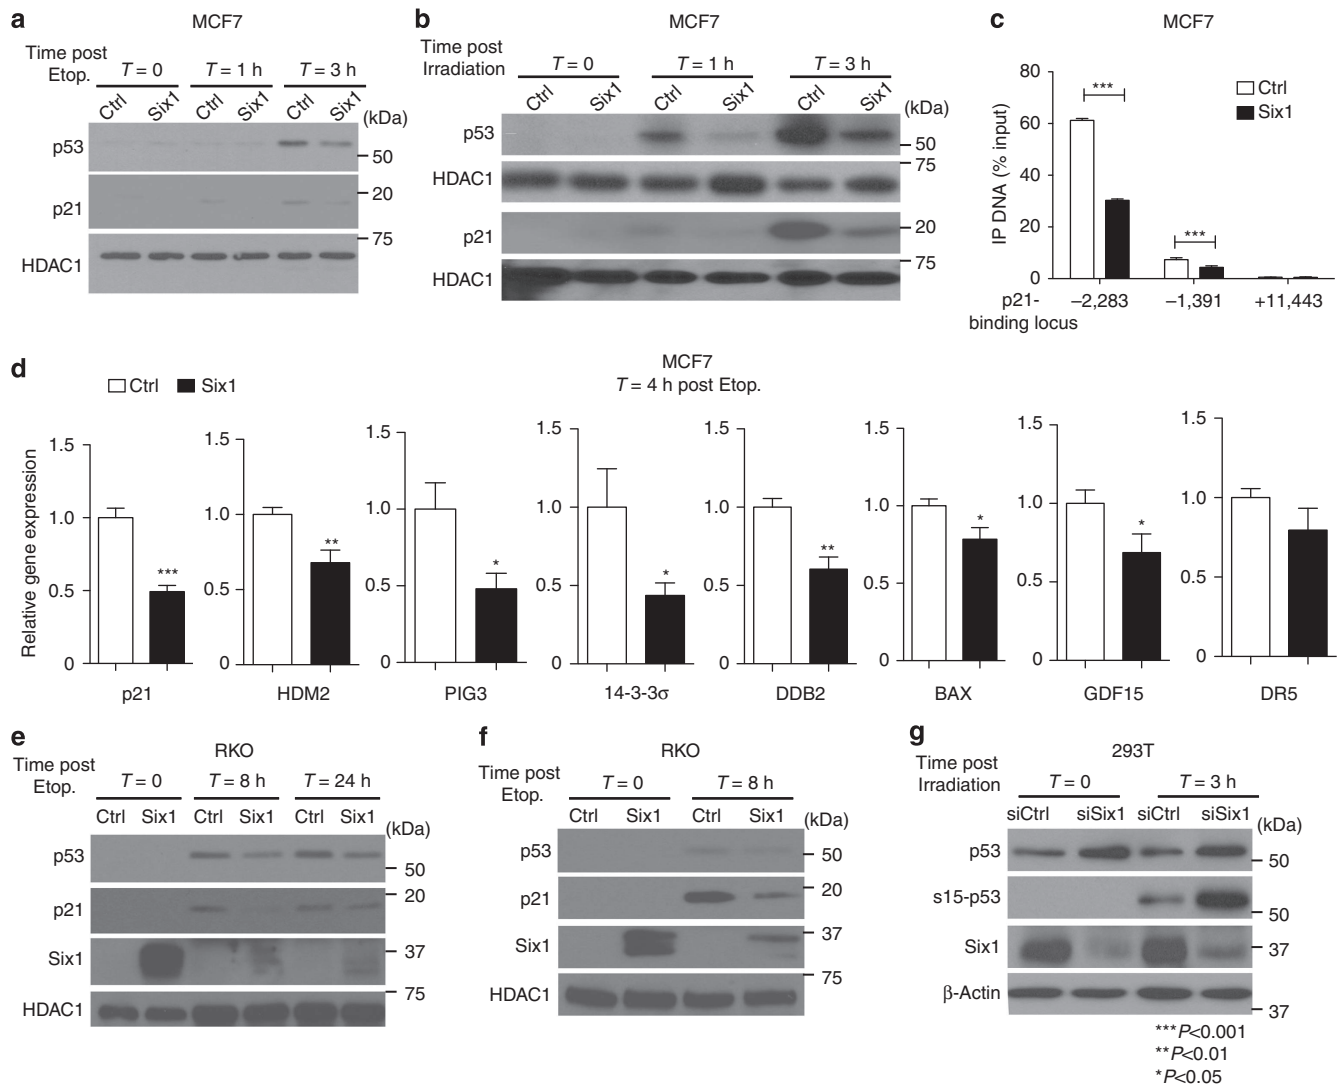 a
MCF7
Time post
Etop.
T = 0
T = 1 h
T = 3 h
Ctrl
Six1
Ctrl
Six1
Ctrl
Six1
(kDa)
p53
50
p21
20
HDAC1
75
b
MCF7
Time post
Irradiation
T = 0
T = 1 h
T = 3 h
Ctrl
Six1
Ctrl
Six1
Ctrl
Six1
(kDa)
p53
50
HDAC1
75
p21
20
HDAC1
75
c
MCF7
IP DNA (% input)
80
60
40
20
0
***
***
Ctrl
Six1
p21-
binding locus
–2,283
–1,391
+11,443
d
MCF7
T = 4 h post Etop.
Ctrl
Six1
Relative gene expression
1.5
1.0
0.5
0
***
p21
1.5
1.0
0.5
0
**
HDM2
1.5
1.0
0.5
0
*
PIG3
1.5
1.0
0.5
0
*
14-3-3σ
1.5
1.0
0.5
0
**
DDB2
1.5
1.0
0.5
0
*
BAX
1.5
1.0
0.5
0
*
GDF15
1.5
1.0
0.5
0
DR5
e
RKO
Time post
Etop.
T = 0
T = 8 h
T = 24 h
Ctrl Six1 Ctrl Six1 Ctrl Six1
(kDa)
p53
50
p21
20
Six1
37
HDAC1
75
f
RKO
Time post
Etop.
T = 0
T = 8 h
Ctrl Six1 Ctrl Six1
(kDa)
p53
50
p21
20
Six1
37
HDAC1
75
g
293T
Time post
Irradiation
T = 0
T = 3 h
siCtrl siSix1 siCtrl siSix1
(kDa)
p53
50
s15-p53
50
Six1
37
β-Actin
37
***P<0.001
**P<0.01
*P<0.05